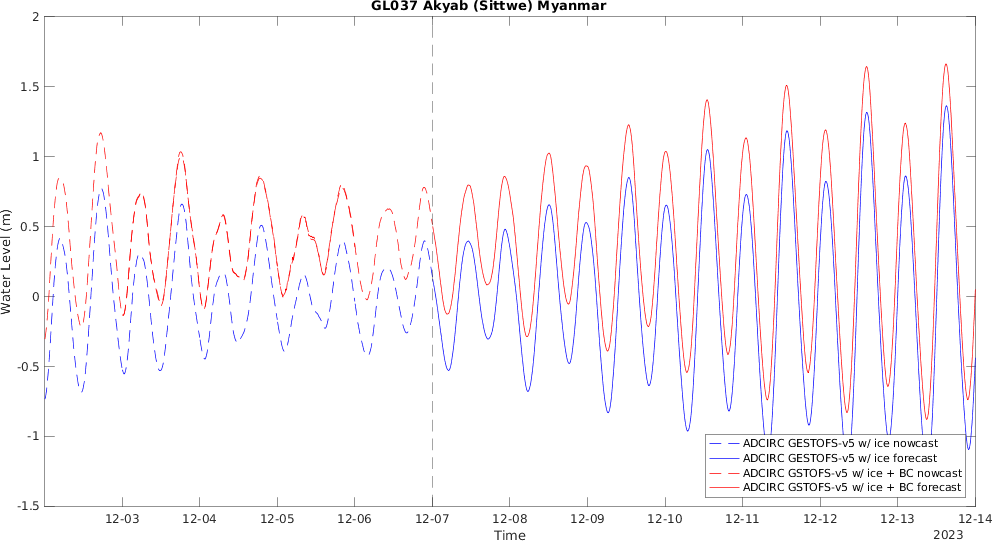 GL037 Akyab (Sittwe) Myanmar
2
1.5
1
0.5
0
-0.5
-1
-1.5
Water Level (m)
ADCIRC GESTOFS-v5 w/ ice nowcast
ADCIRC GESTOFS-v5 w/ ice forecast
ADCIRC GSTOFS-v5 w/ ice + BC nowcast
ADCIRC GSTOFS-v5 w/ ice + BC forecast
12-03 12-04 12-05 12-06 12-07 12-08 12-09 12-10 12-11 12-12 12-13 12-14
Time
2023